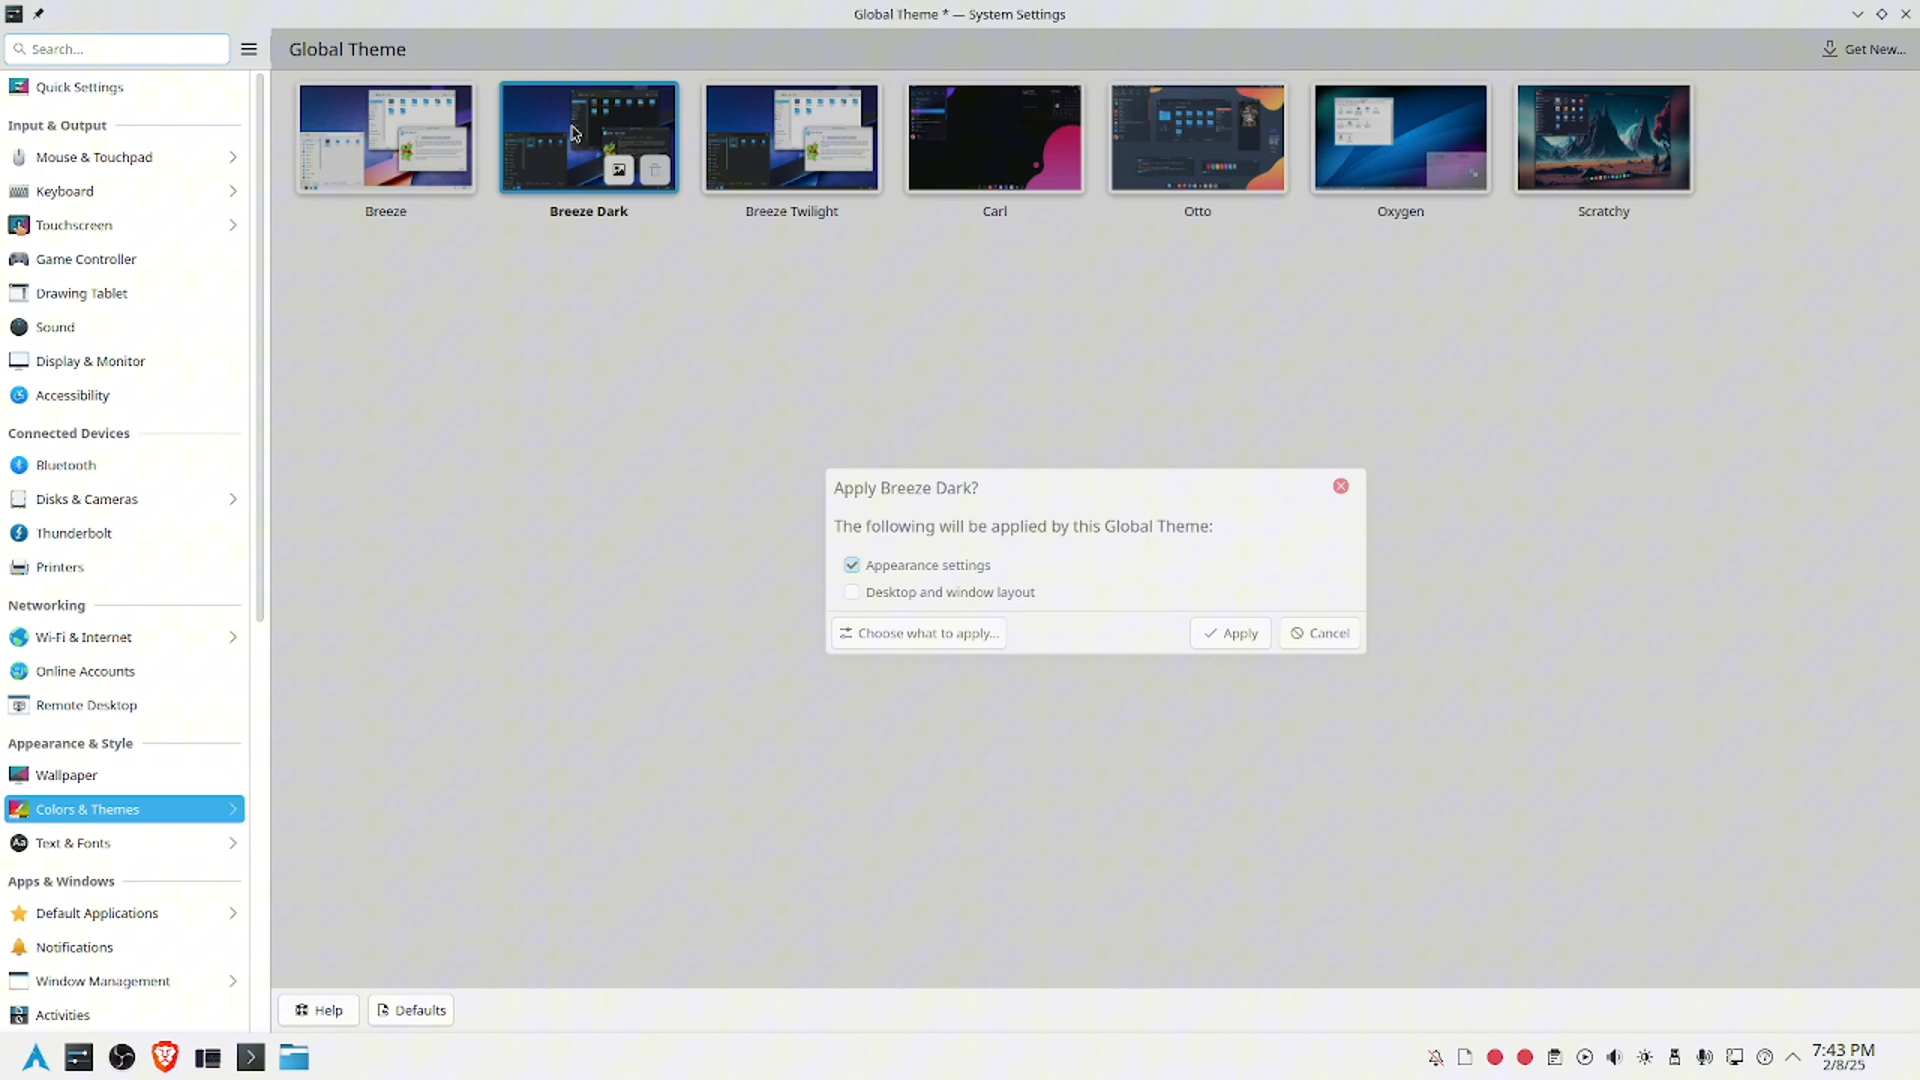 Global Theme * — System Settings
Search...
Global Theme
Get New...
Quick Settings
Input & Output
Mouse & Touchpad
Keyboard
Touchscreen
Game Controller
Drawing Tablet
Sound
Display & Monitor
Accessibility
Connected Devices
Bluetooth
Disks & Cameras
Thunderbolt
Printers
Networking
Wi-Fi & Internet
Online Accounts
Remote Desktop
Appearance & Style
Wallpaper
Colors & Themes
Aa Text & Fonts
Apps & Windows
Default Applications
Notifications
Window Management
Activities
Breeze
Breeze Dark
Breeze Twilight
Carl
Otto
Oxygen
Scratchy
Apply Breeze Dark?
The following will be applied by this Global Theme:
Appearance settings
Desktop and window layout
Choose what to apply...
Apply
Cancel
Help
Defaults
7:43 PM
2/8/25